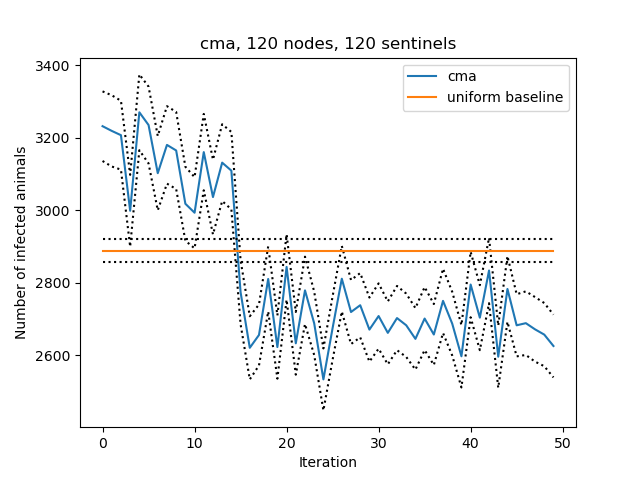 cma, 120 nodes, 120 sentinels
3400
3200
3000
2800
2600
Number of infected animals
cma
uniform baseline
0
10
20
30
40
50
Iteration